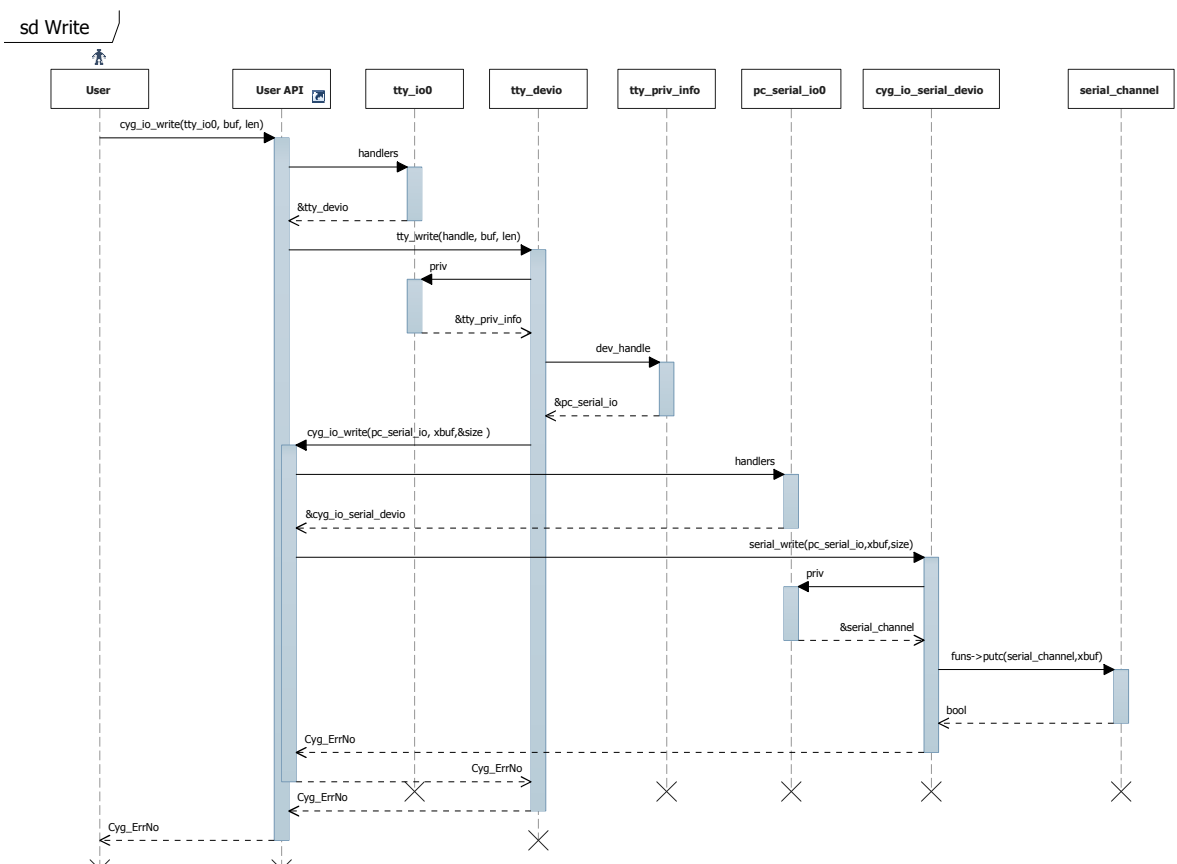 sd Write
User
User API
tty_io0
tty_devio
tty_priv_info
pc_serial_io0
cyg_io_serial_devio
serial_channel
cyg_io_write(tty_io0, buf, len)
handlers
&tty_devio
tty_write(handle, buf, len)
priv
&tty_priv_info
dev_handle
&pc_serial_io
cyg_io_write(pc_serial_io, xbuf,&size )
handlers
&cyg_io_serial_devio
serial_write(pc_serial_io,xbuf,size)
priv
&serial_channel
funs->putc(serial_channel,xbuf)
bool
Cyg_ErrNo
Cyg_ErrNo
Cyg_ErrNo
Cyg_ErrNo